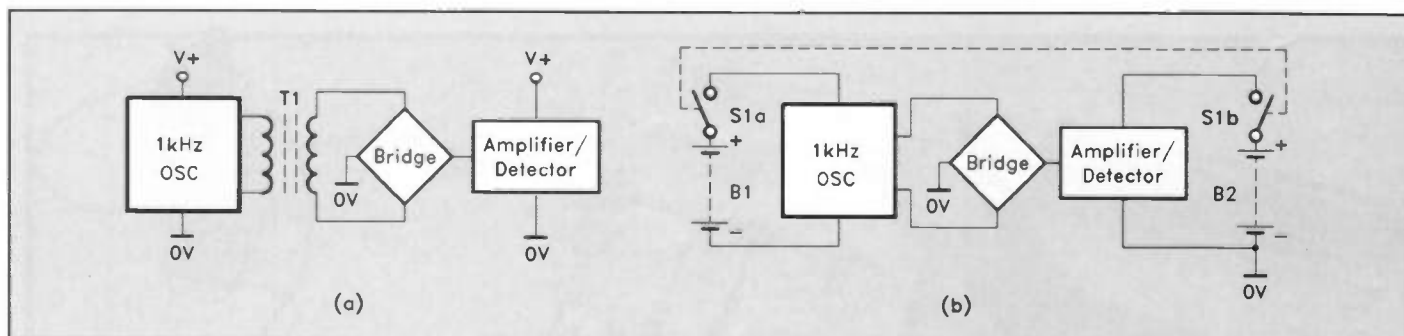 V+
1kHz
OSC
0V
T1
Bridge
0V
V+
Amplifier/
Detector
0V
(a)
S1a
+
B1
–
1kHz
OSC
Bridge
0V
Amplifier/
Detector
S1b
+
B2
–
0V
(b)